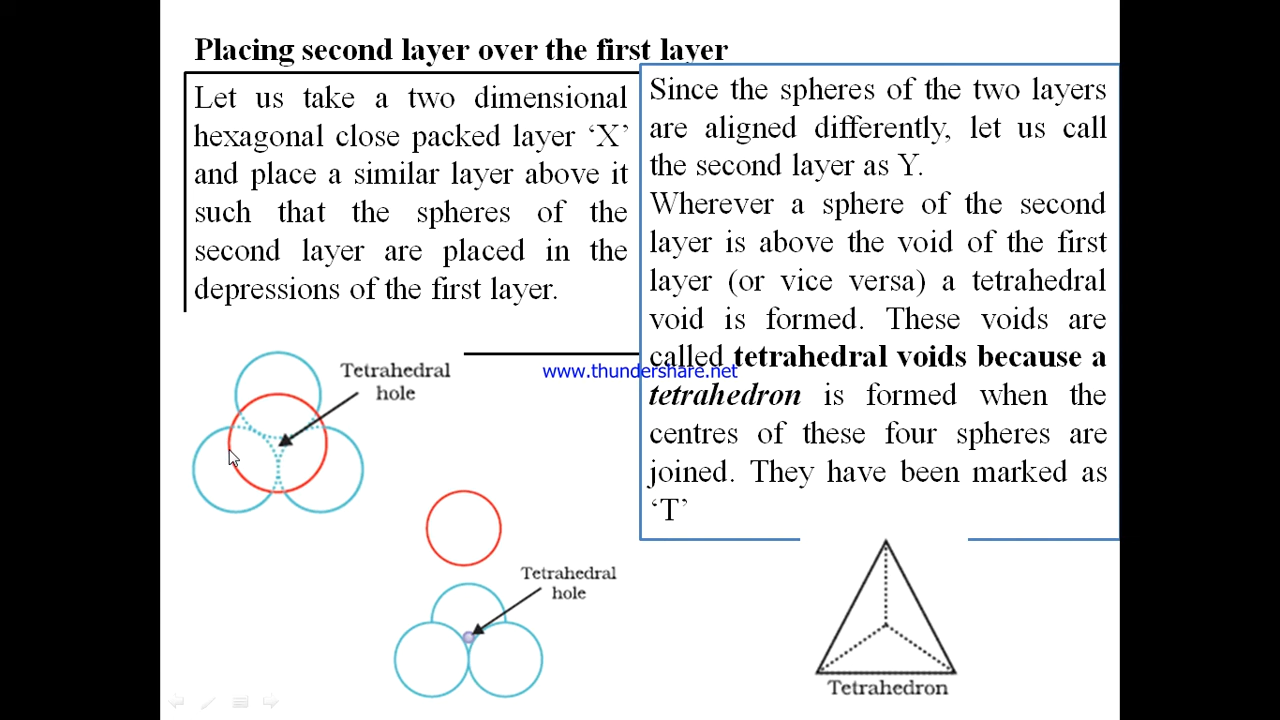 Placing second layer over the first layer
Let us take a two dimensional
hexagonal close packed layer ‘X’
and place a similar layer above it
such that the spheres of the
second layer are placed in the
depressions of the first layer.
Since the spheres of the two layers
are aligned differently, let us call
the second layer as Y.
Wherever a sphere of the second
layer is above the void of the first
layer (or vice versa) a tetrahedral
void is formed. These voids are
called tetrahedral voids because a
tetrahedron is formed when the
centres of these four spheres are
joined. They have been marked as
‘T’
www.thundershare.net
Tetrahedral
hole
Tetrahedral
hole
Tetrahedron